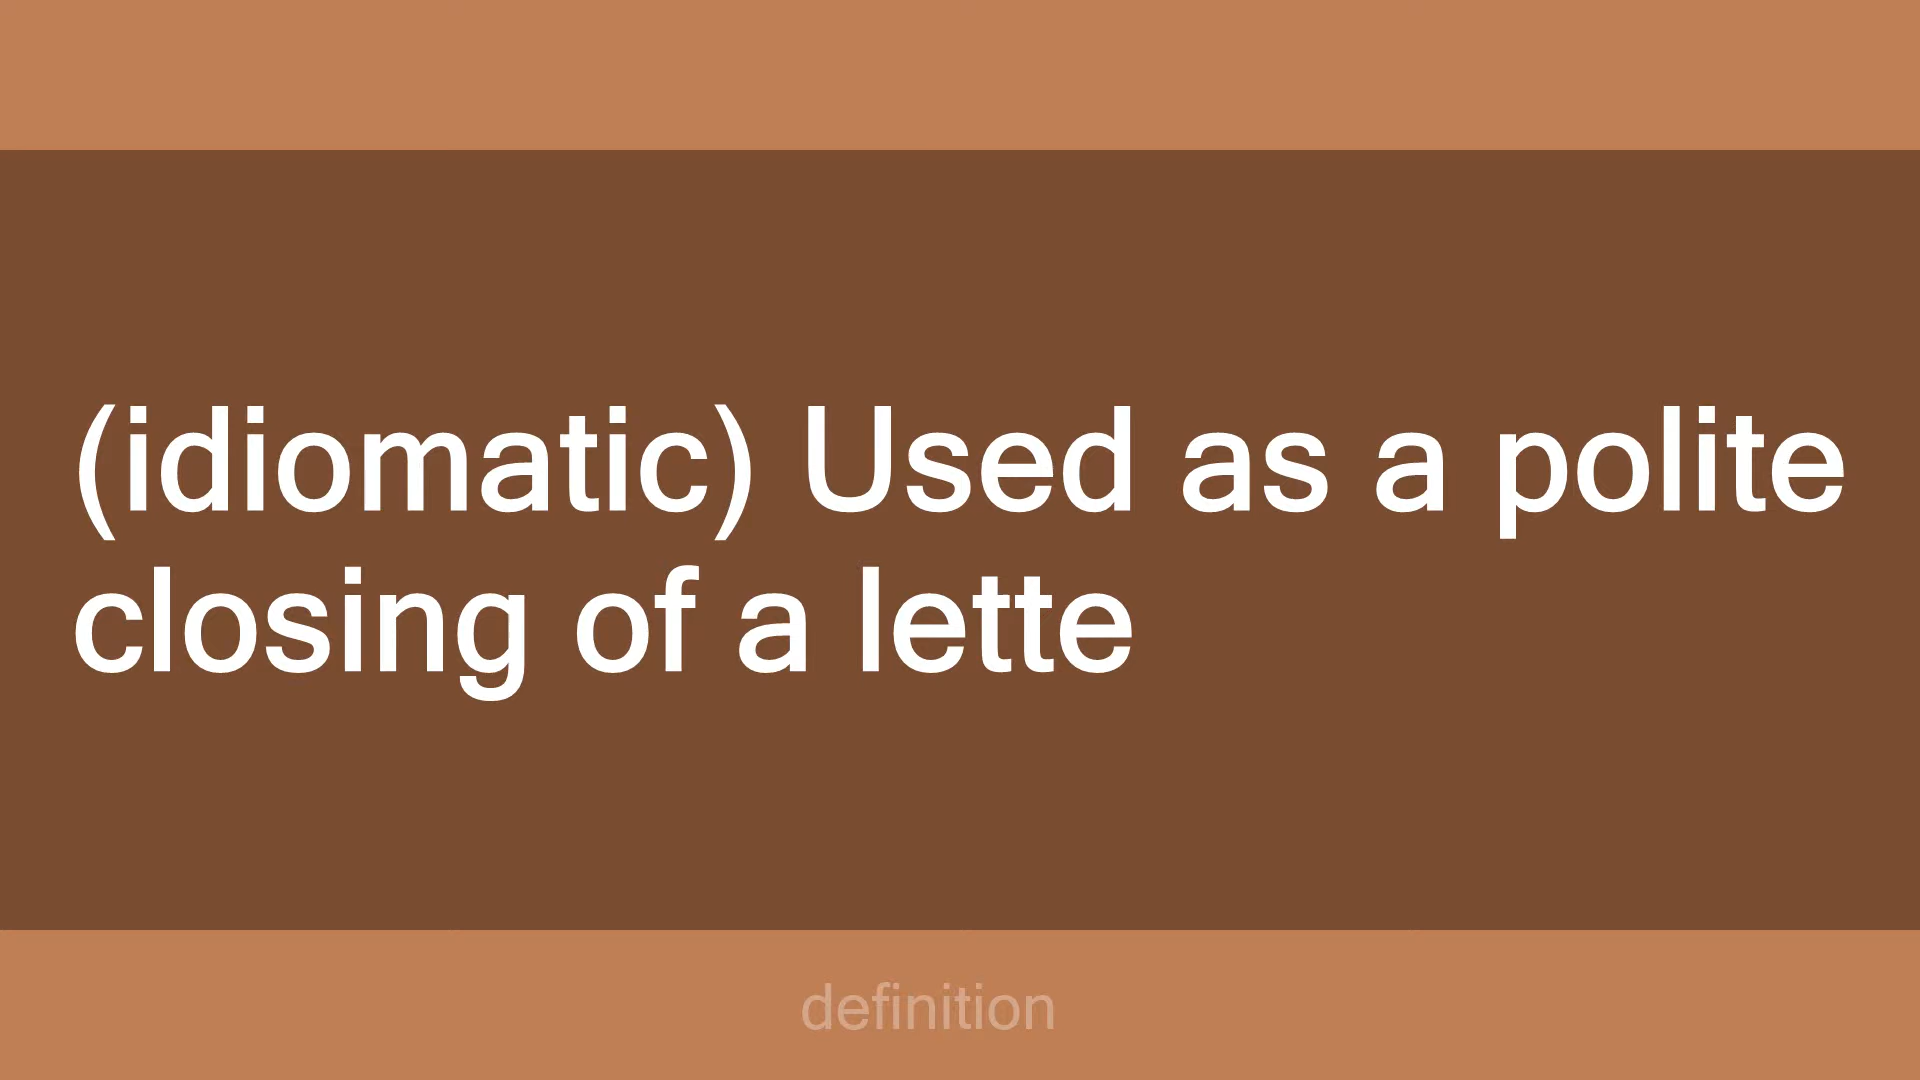 (idiomatic) Used as a polite
closing of a lette
definition